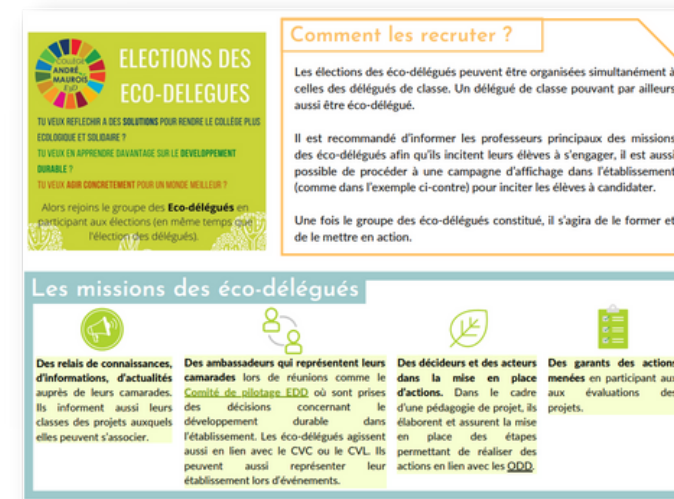 COLLÈGE
ANDRÉ
MAUROIS
E3D
ELECTIONS DES
ECO-DELEGUES
TU VEUX REFLECHIR A DES SOLUTIONS POUR RENDRE LE COLLÈGE PLUS
ECOLOGIQUE ET SOLIDAIRE ?
TU VEUX EN APPRENDRE DAVANTAGE SUR LE DEVELOPPEMENT
DURABLE ?
TU VEUX AGIR CONCRETEMENT POUR UN MONDE MEILLEUR ?
Alors rejoins le groupe des Eco-délégués en
participant aux élections (en même temps que
l'élection des délégués).
Comment les recruter ?
Les élections des éco-délégués peuvent être organisées simultanément à
celles des délégués de classe. Un délégué de classe pouvant par ailleurs
aussi être éco-délégué.
Il est recommandé d'informer les professeurs principaux des missions
des éco-délégués afin qu'ils incitent leurs élèves à s'engager, il est aussi
possible de procéder à une campagne d'affichage dans l'établissement
(comme dans l'exemple ci-contre) pour inciter les élèves à candidater.
Une fois le groupe des éco-délégués constitué, il s'agira de le former et
de le mettre en action.
Les missions des éco-délégués
Des relais de connaissances,
d'informations, d'actualités
auprès de leurs camarades.
Ils informent aussi leurs
classes des projets auxquels
elles peuvent s'associer.
Des ambassadeurs qui représentent leurs
camarades lors de réunions comme le
Comité de pilotage EDD où sont prises
des décisions concernant le
développement durable dans
l'établissement. Les éco-délégués agissent
aussi en lien avec le CVC ou le CVL. Ils
peuvent aussi représenter leur
établissement lors d'événements.
Des décideurs et des acteurs
dans la mise en place
d'actions. Dans le cadre
d'une pédagogie de projet, ils
élaborent et assurent la mise
en place des étapes
permettant de réaliser des
actions en lien avec les ODD.
Des garants des actions
menées en participant aux
aux évaluations des
projets.